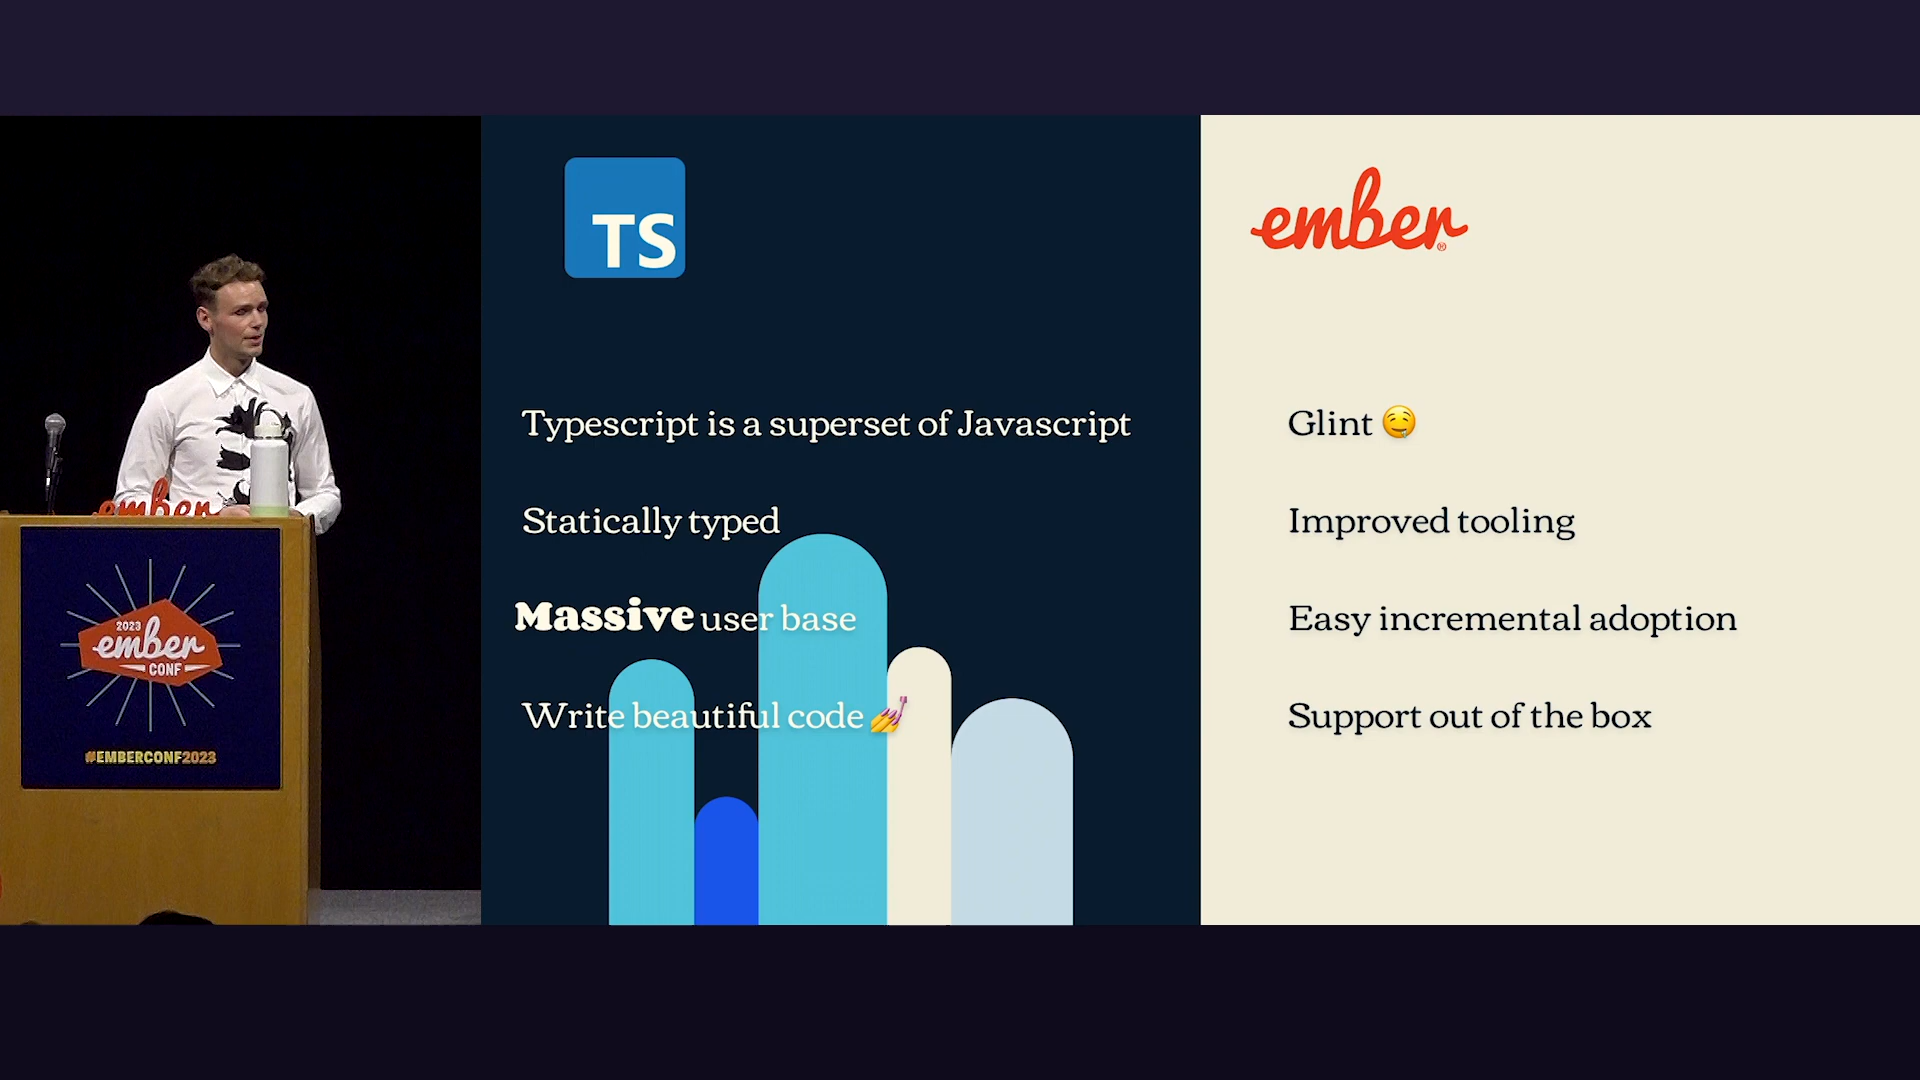 ember
2023
ember
CONF
#EMBERCONF2023
TS
Typescript is a superset of Javascript
Statically typed
Massive user base
Write beautiful code 💅
ember®
Glint 🤤
Improved tooling
Easy incremental adoption
Support out of the box